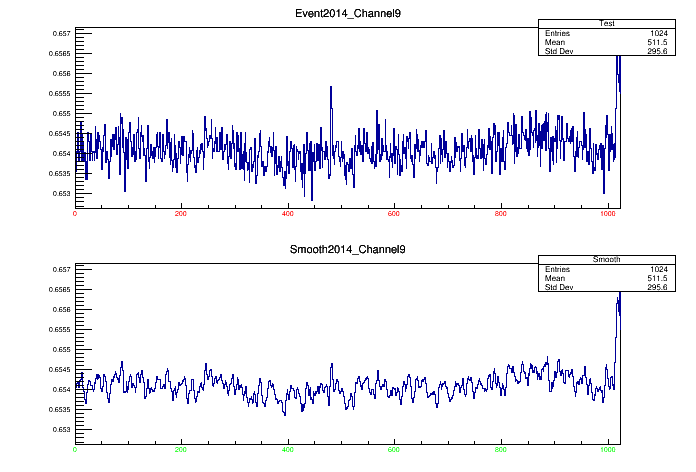 Event2014_Channel9
Test
Entries 1024
Mean 511.5
Std Dev 295.6
0.657
0.6565
0.656
0.6555
0.655
0.6545
0.654
0.6535
0.653
0 200 400 600 800 1000
Smooth2014_Channel9
Smooth
Entries 1024
Mean 511.5
Std Dev 295.6
0.657
0.6565
0.656
0.6555
0.655
0.6545
0.654
0.6535
0.653
0 200 400 600 800 1000